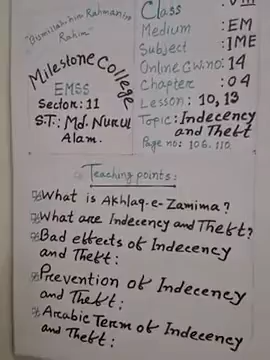 "Bismillah-hir Rahmanir
Rahim"
Milestone College
EMSS
Sector: 11
S.T.: Md. Nurul
Alam.
Class : VIII
Medium : EM
Subject : IME
Online C.W.no: 14
Chapter : 04
Lesson: 10, 13
Topic: Indecency
and Theft
Page no: 108. 110.
Teaching points:
What is Akhlaq-e-Zamima?
What are Indecency and Theft?
Bad effects of Indecency
and Theft:
Prevention of Indecency
and Theft:
Arabic Term of Indecency
and Theft: